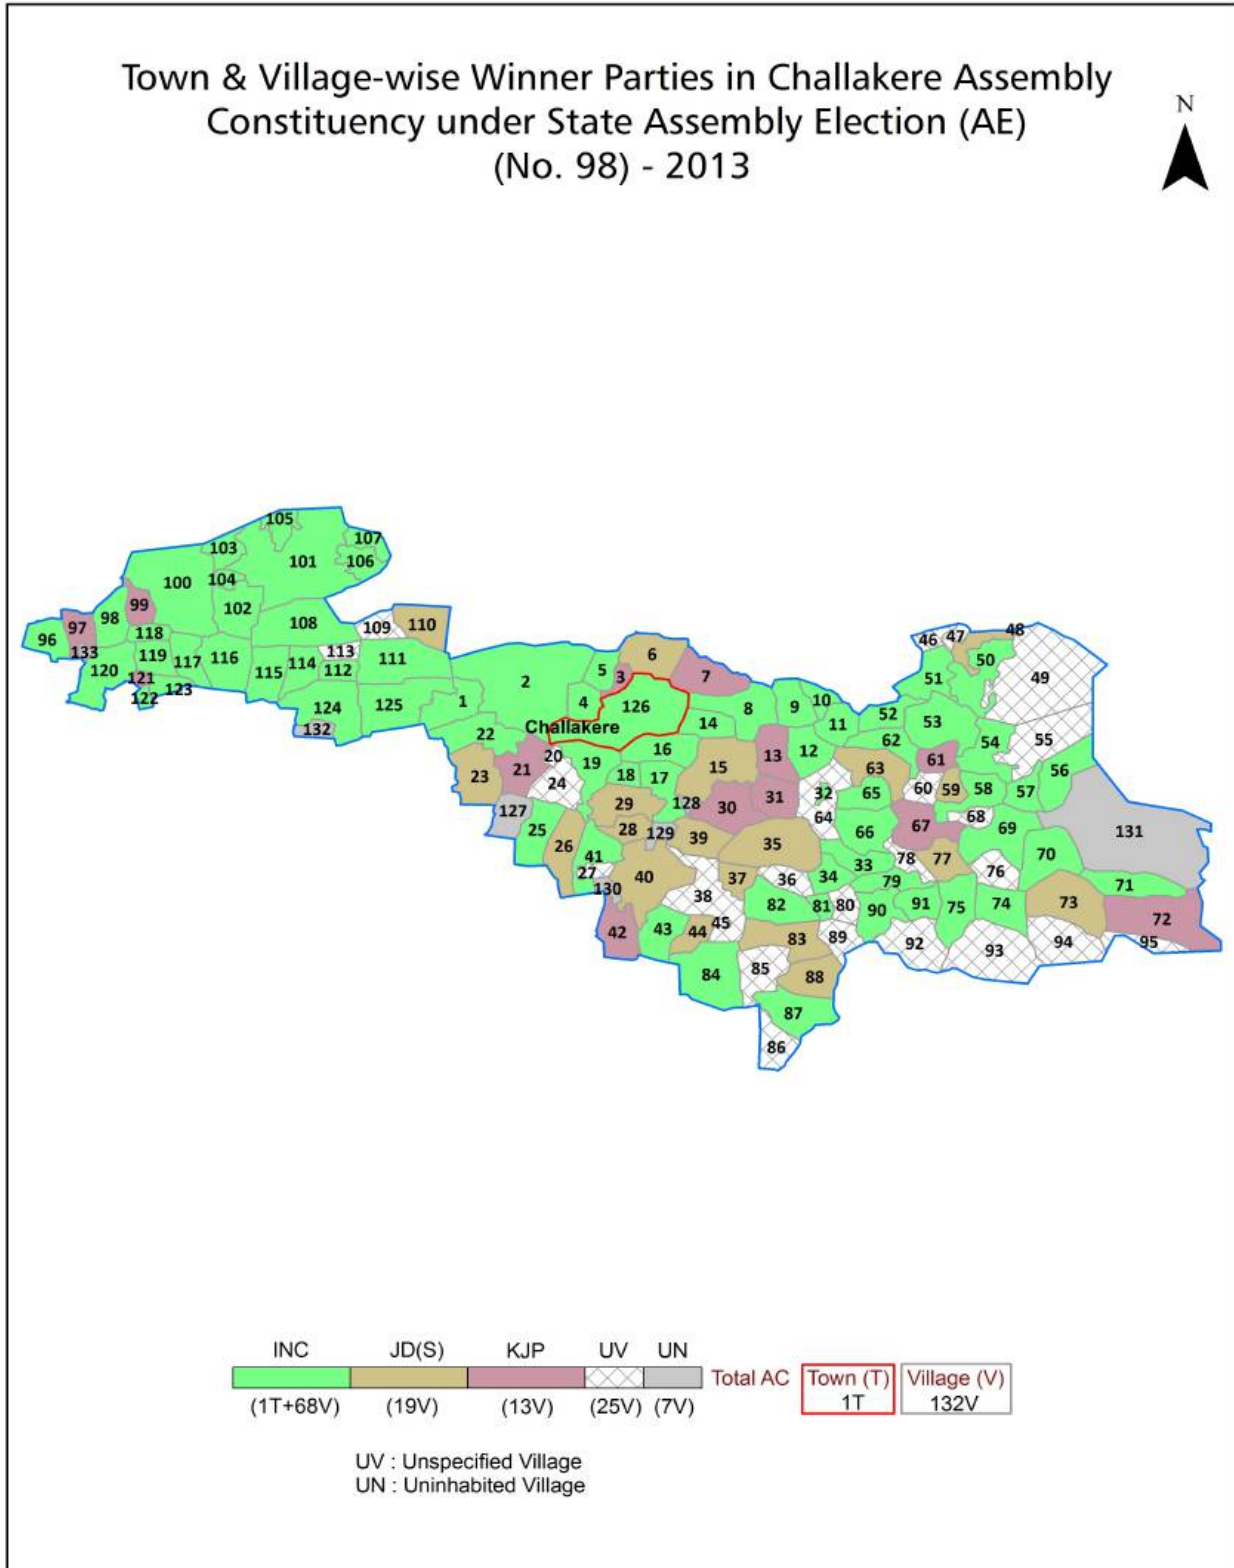 Town & Village-wise Winner Parties in Challakere Assembly
Constituency under State Assembly Election (AE)
(No. 98) - 2013
N
105
103 107
101 106
100 104
99 102
98 108
97 118 109 110
96 133 119 117 116 113
120 115 114 112 111
121 122 123
124 125
132
6
5 3 7
2 4 126
1 8 9 10
Challakere 14 11
22 16 12
20 19 15 13
23 21 18 17
24 29 128 30 31 32
127 64
25 28 129 39 35
26 41
27 40 37 36 34 33
130 38
42 43 44 45 82 81 80
83 89
84 85 88
87
86
46 47 48
50
51 49
52 53
62 54 55
63 61 56
65 60 59 58 57
68
66 67 69 131
78 77 76 70
79 71
90 91 75 74 73 72
92 93 94 95
INC JD(S) KJP UV UN
Total AC Town (T) Village (V)
1T 132V
(1T+68V) (19V) (13V) (25V) (7V)
UV : Unspecified Village
UN : Uninhabited Village